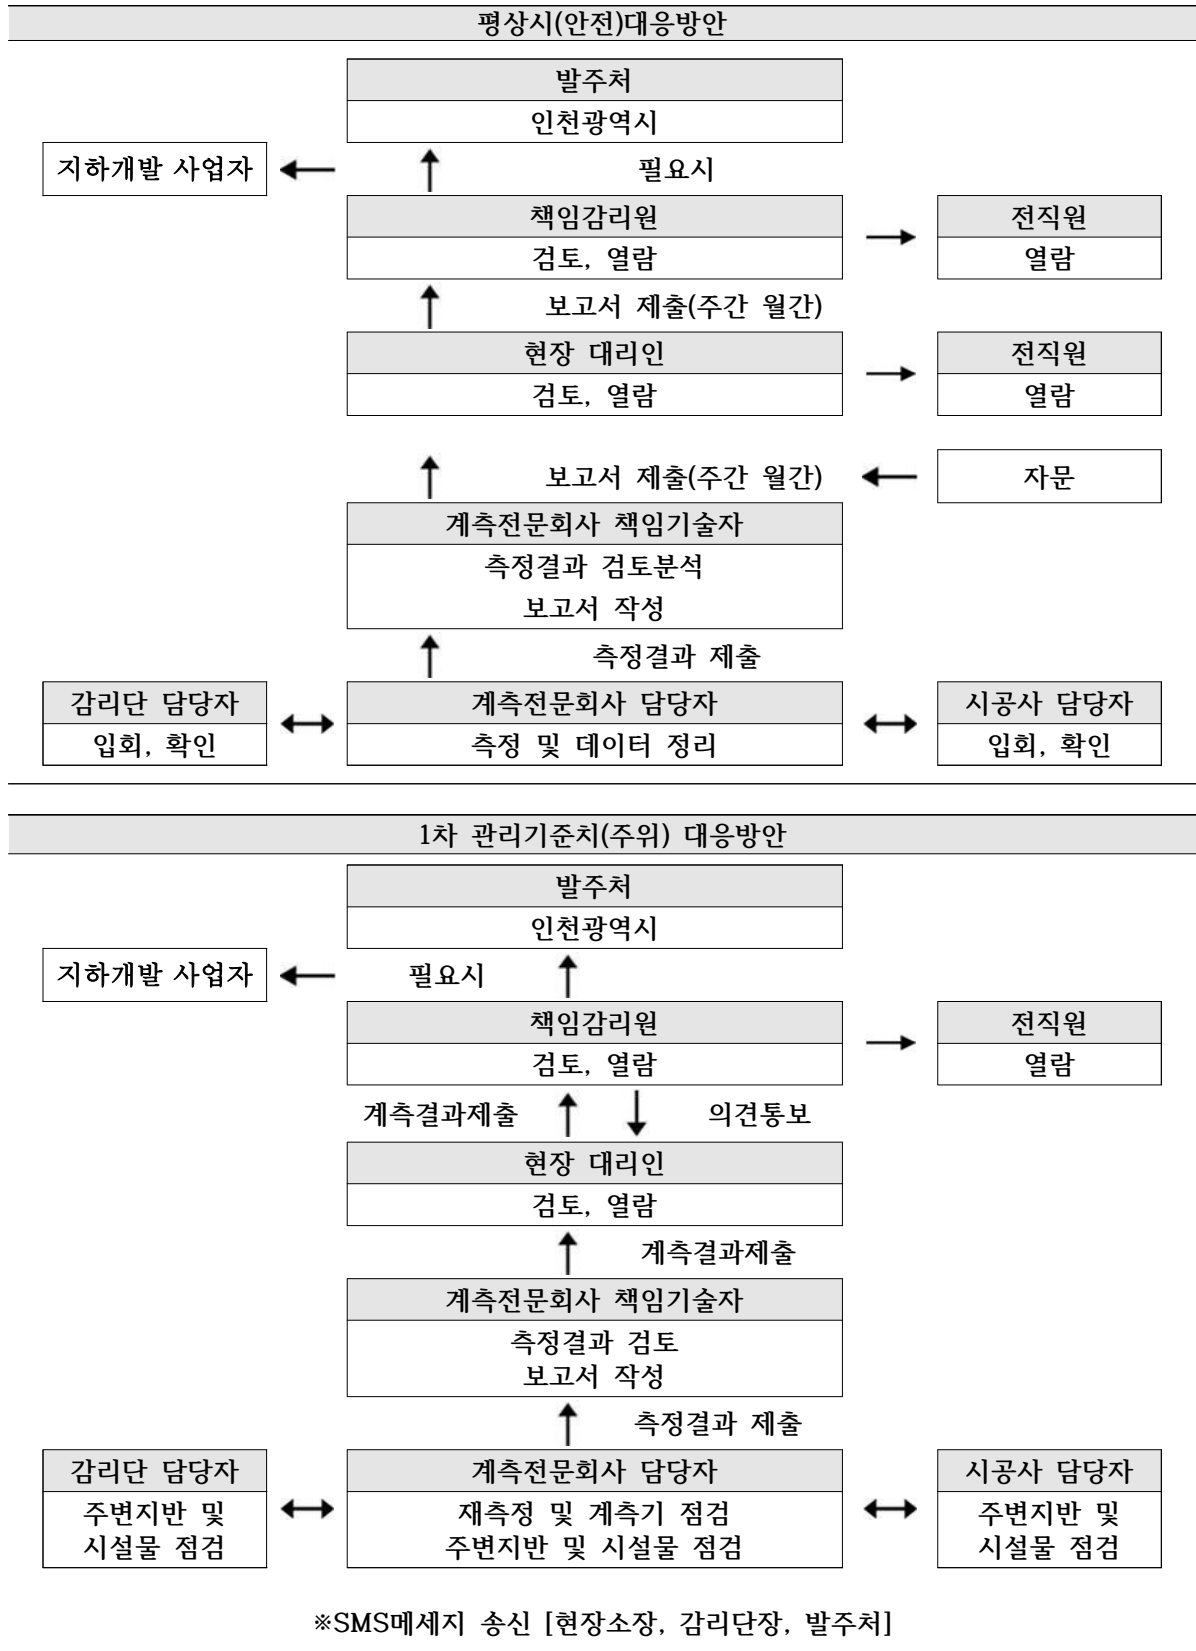 평상시(안전)대응방안
발주처
인천광역시
지하개발 사업자
필요시
책임감리원
전직원
검토, 열람
열람
보고서 제출(주간 월간)
현장 대리인
전직원
검토, 열람
열람
보고서 제출(주간 월간)
자문
계측전문회사 책임기술자
측정결과 검토분석
보고서 작성
측정결과 제출
감리단 담당자
계측전문회사 담당자
시공사 담당자
입회, 확인
측정 및 데이터 정리
입회, 확인
1차 관리기준치(주위) 대응방안
발주처
인천광역시
지하개발 사업자
필요시
책임감리원
전직원
검토, 열람
열람
계측결과제출
의견통보
현장 대리인
검토, 열람
계측결과제출
계측전문회사 책임기술자
측정결과 검토
보고서 작성
측정결과 제출
감리단 담당자
계측전문회사 담당자
시공사 담당자
주변지반 및
재측정 및 계측기 점검
주변지반 및
시설물 점검
주변지반 및 시설물 점검
시설물 점검
※SMS메세지 송신 [현장소장, 감리단장, 발주처]